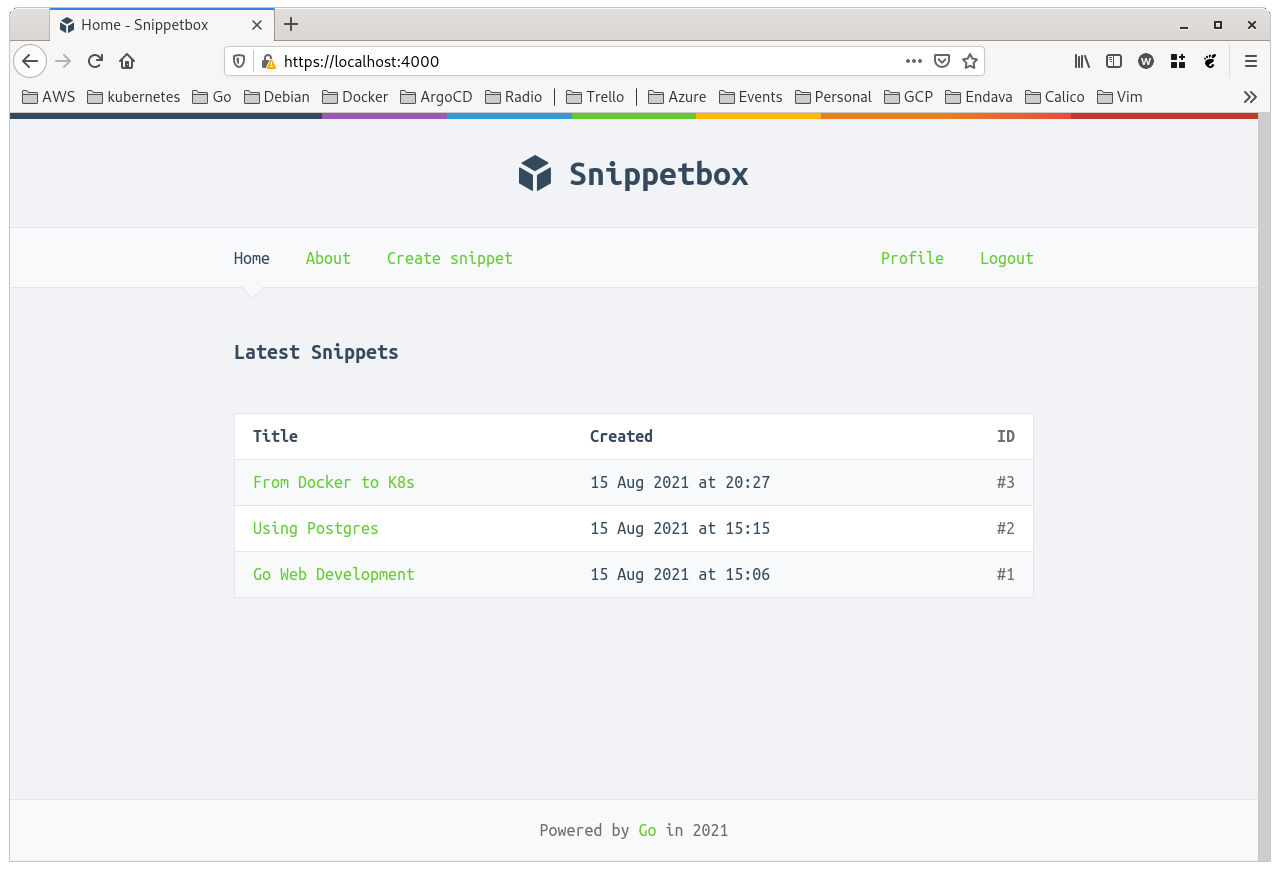 Home - Snippetbox
https://localhost:4000
AWS kubernetes Go Debian Docker ArgoCD Radio Trello Azure Events Personal GCP Endava Calico Vim
Snippetbox
Home About Create snippet Profile Logout
Latest Snippets
Title Created ID
From Docker to K8s 15 Aug 2021 at 20:27 #3
Using Postgres 15 Aug 2021 at 15:15 #2
Go Web Development 15 Aug 2021 at 15:06 #1
Powered by Go in 2021